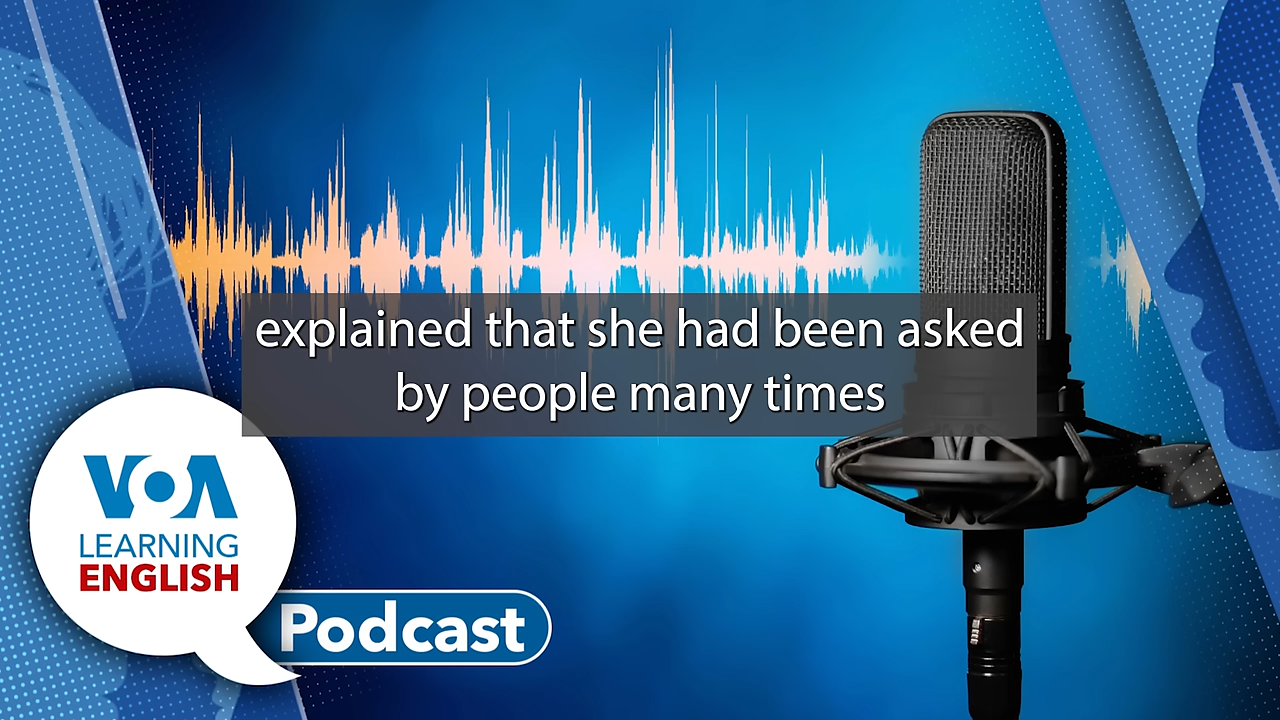 explained that she had been asked
by people many times
VOA
LEARNING
ENGLISH
Podcast